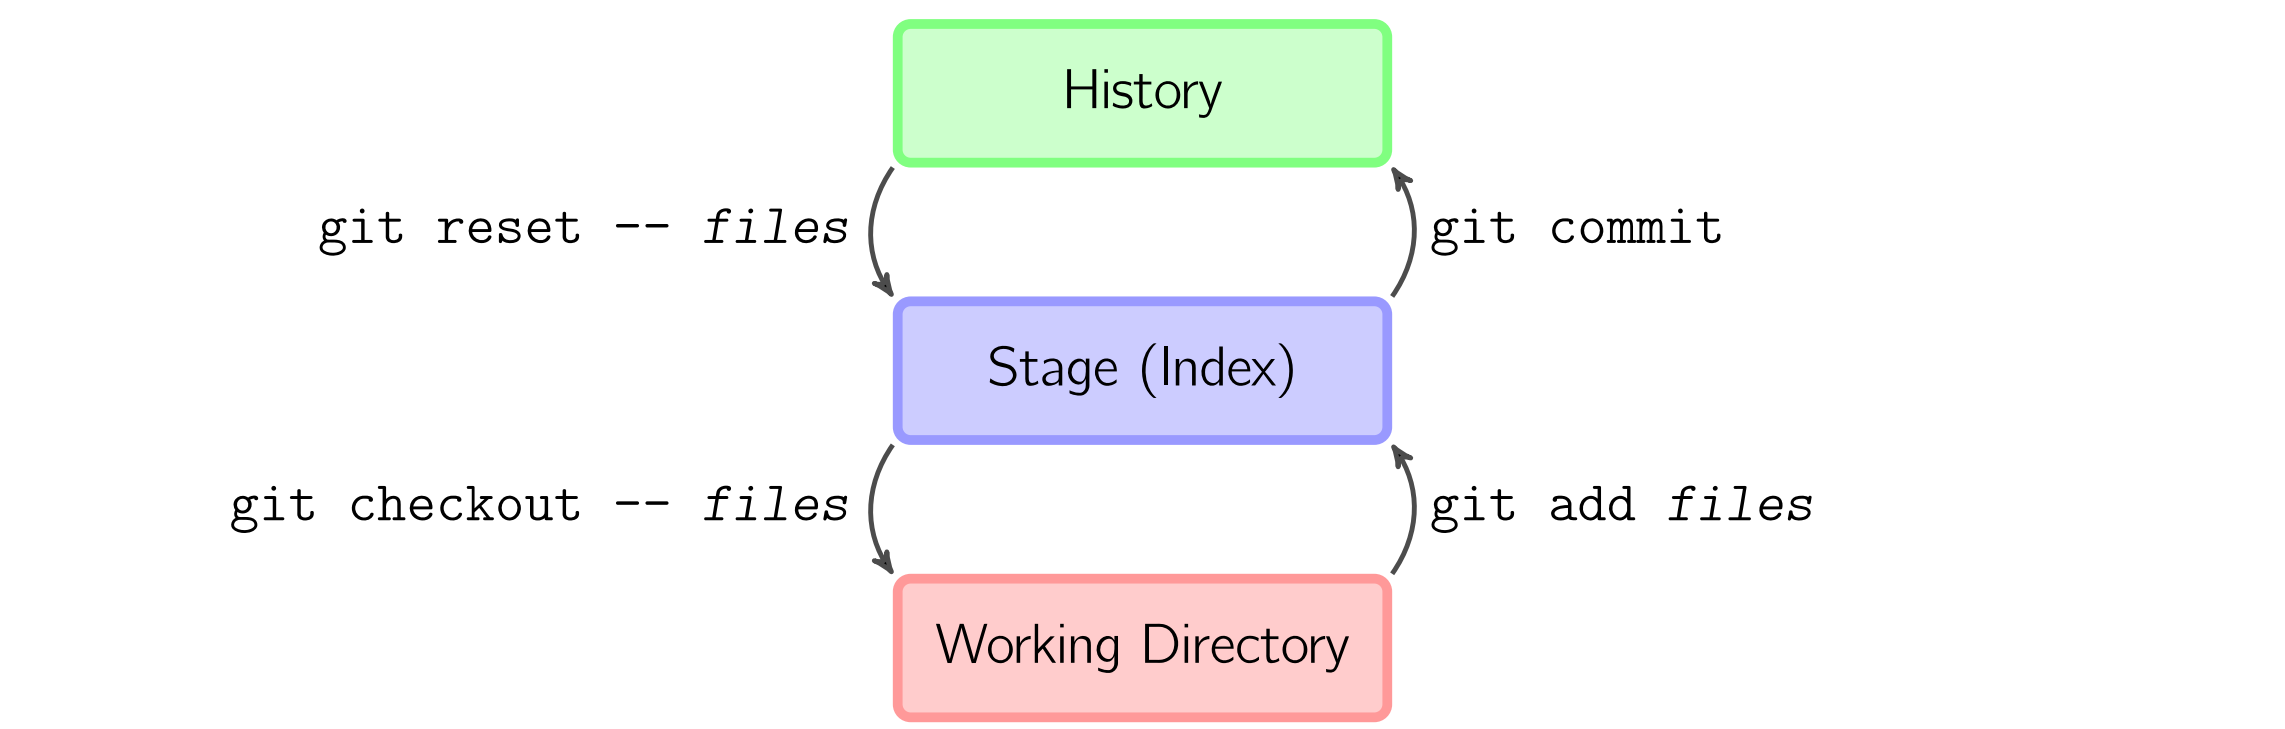 History
git reset -- files
git commit
Stage (Index)
git checkout -- files
git add files
Working Directory